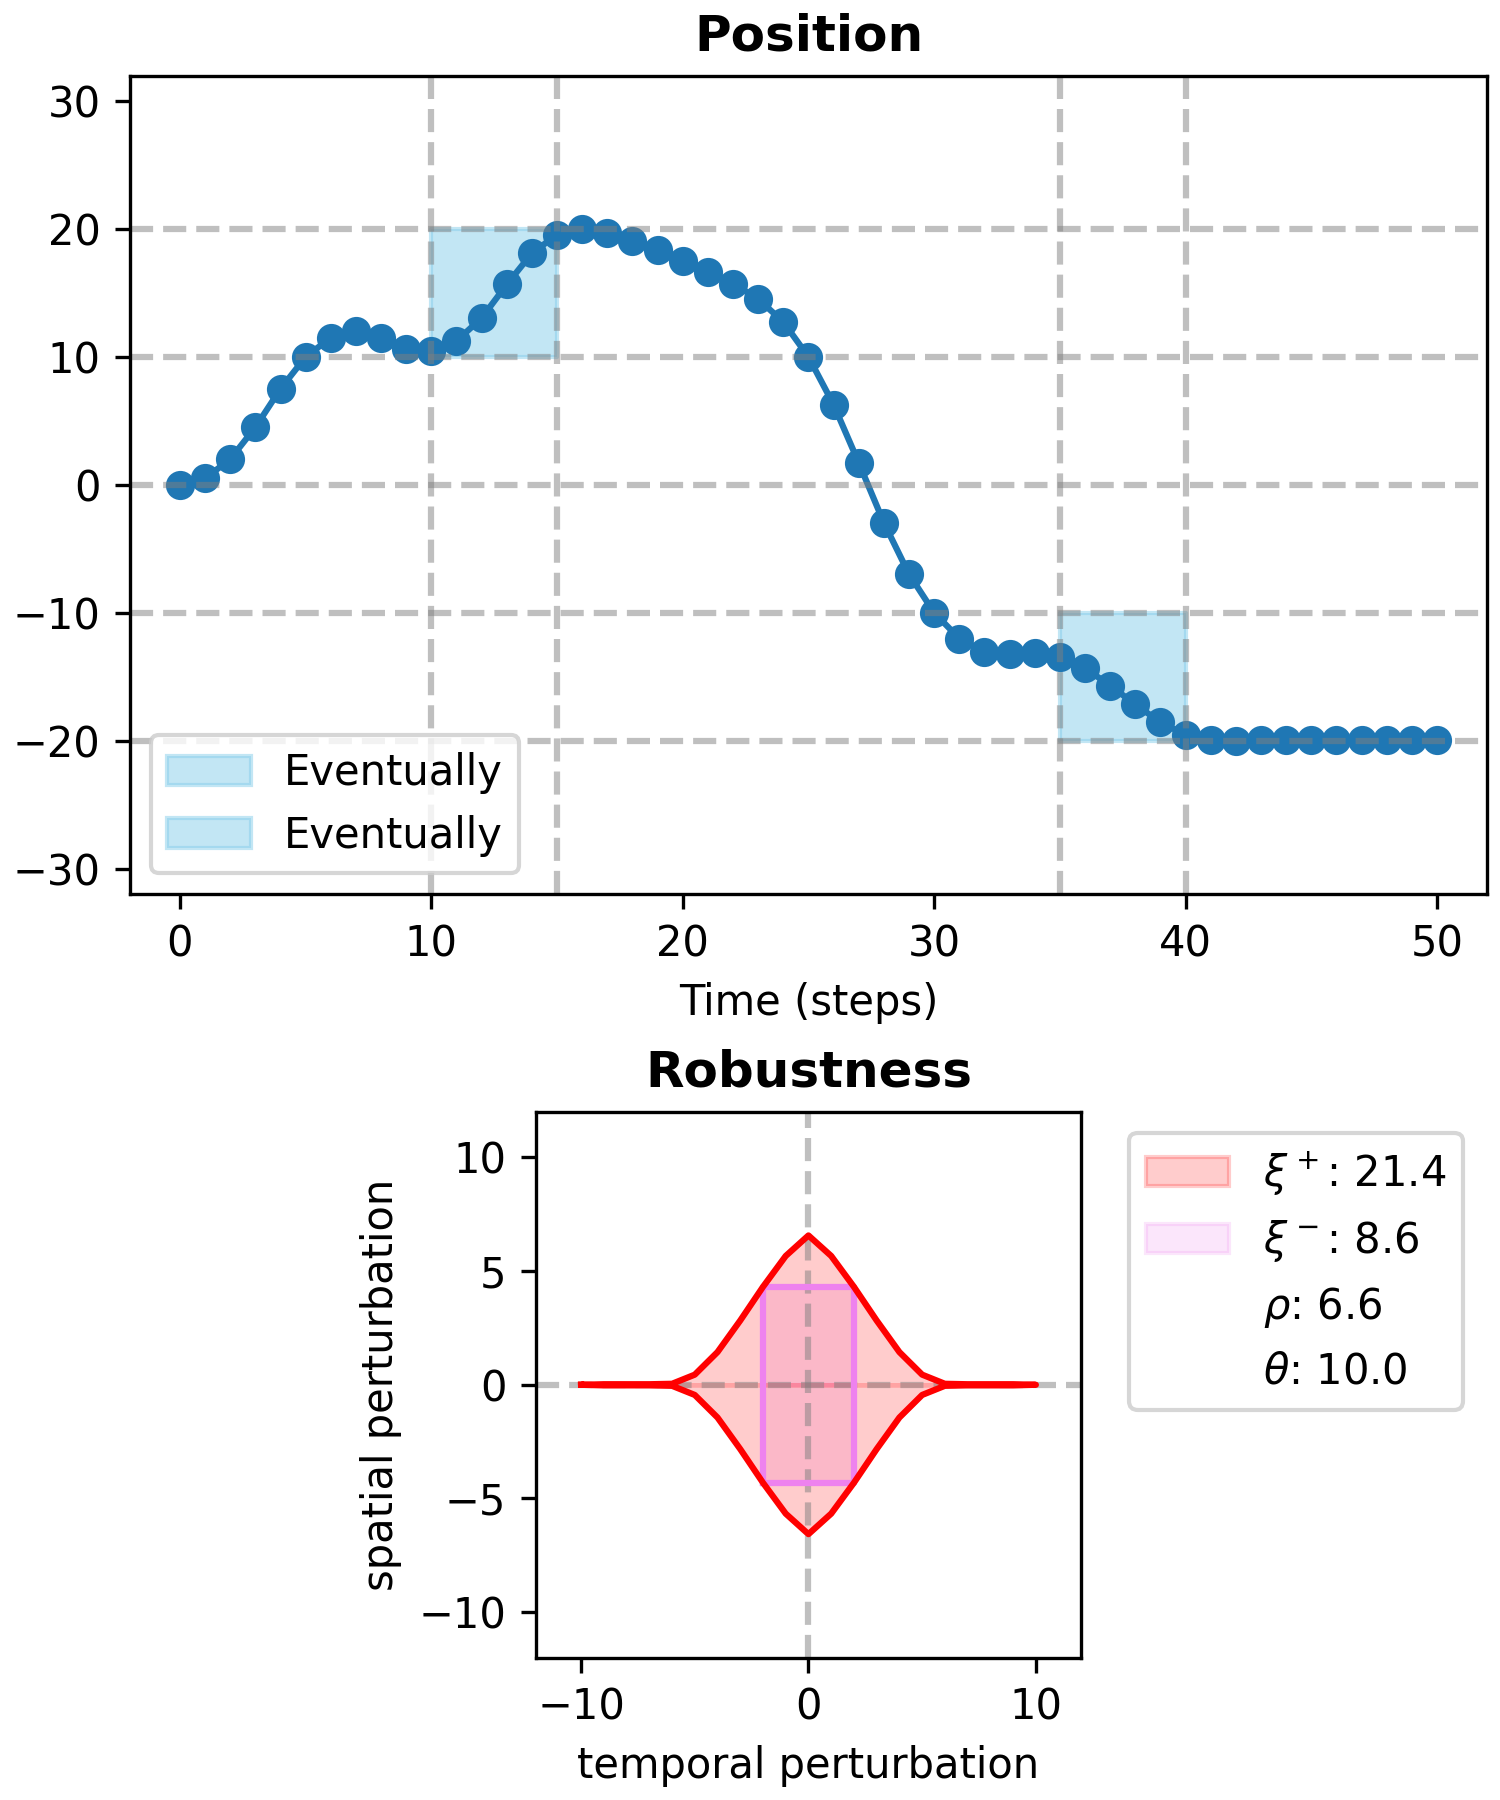 Position
30
20
10
0
−10
−20
−30
Eventually
Eventually
0 10 20 30 40 50
Time (steps)
Robustness
10
5
0
−5
−10
spatial perturbation
−10 0 10
temporal perturbation
ξ⁺: 21.4
ξ⁻: 8.6
ρ: 6.6
θ: 10.0